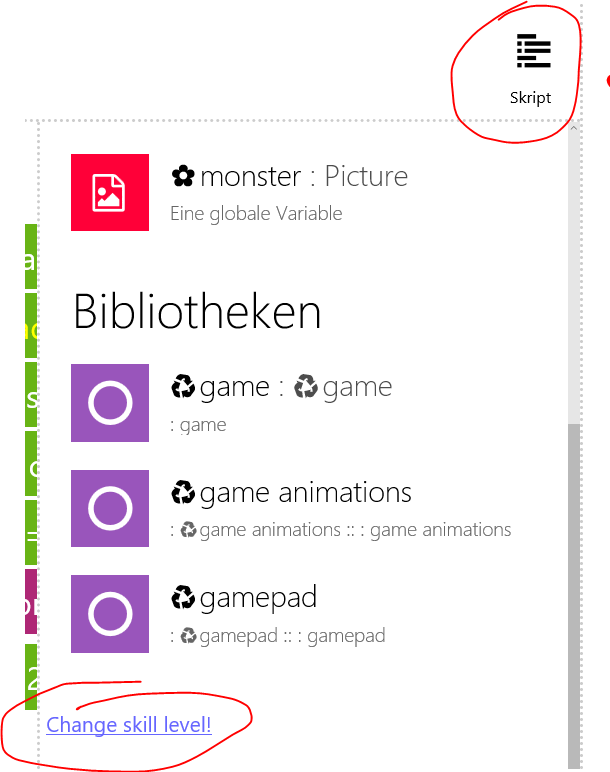 Skript
monster : Picture
Eine globale Variable
Bibliotheken
♻game : ♻game
: game
♻game animations
: ♻game animations :: : game animations
♻gamepad
: ♻gamepad :: : gamepad
Change skill level!